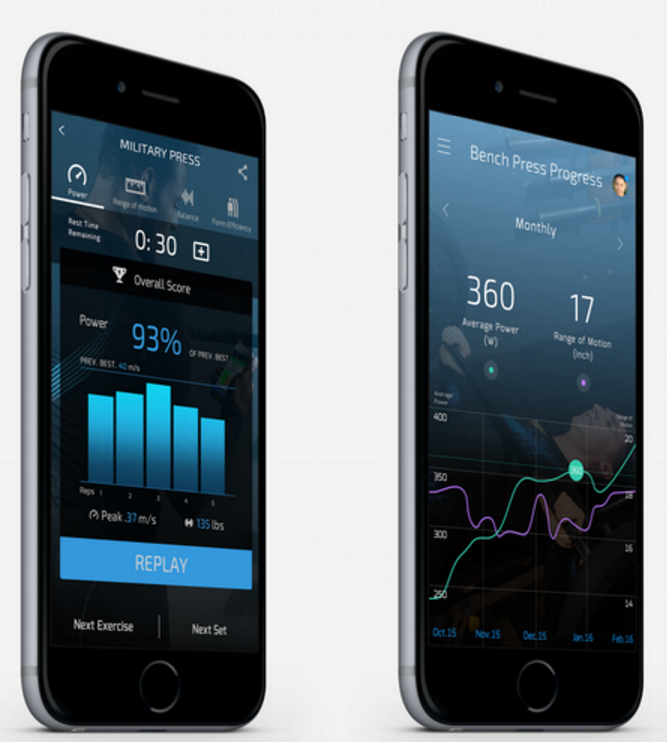 MILITARY PRESS
Power
Range of motion
Balance
Form Efficiency
Rest Time
Remaining
0:30
Overall Score
Power
93%
OF PREV. BEST
PREV. BEST. 40 m/s
Reps 1 2 3 4 5
Peak .37 m/s
135 lbs
REPLAY
Next Exercise
Next Set
Bench Press Progress
Monthly
360
Average Power
(W)
17
Range of Motion
(inch)
Average
Power
400
350
300
250
Range of
Motion
20
18
16
14
360
Oct.15 Nov.15 Dec.15 Jan.15 Feb.15